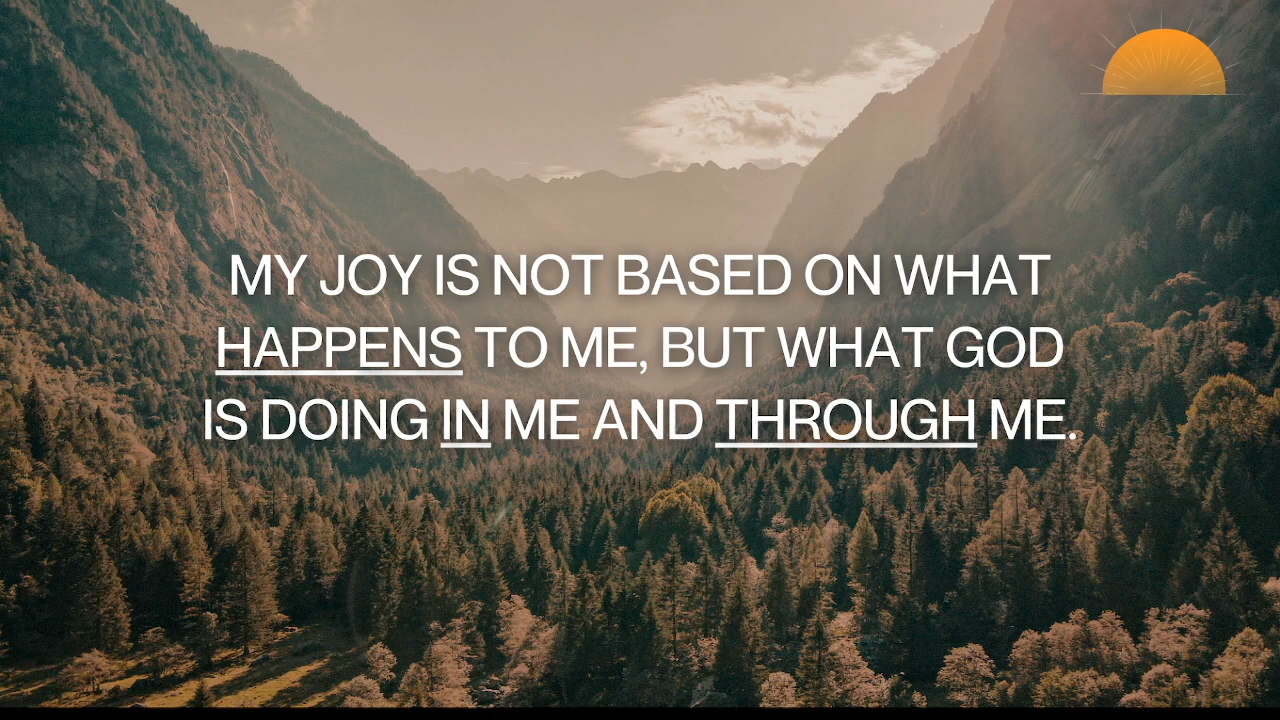 MY JOY IS NOT BASED ON WHAT
HAPPENS TO ME, BUT WHAT GOD
IS DOING IN ME AND THROUGH ME.